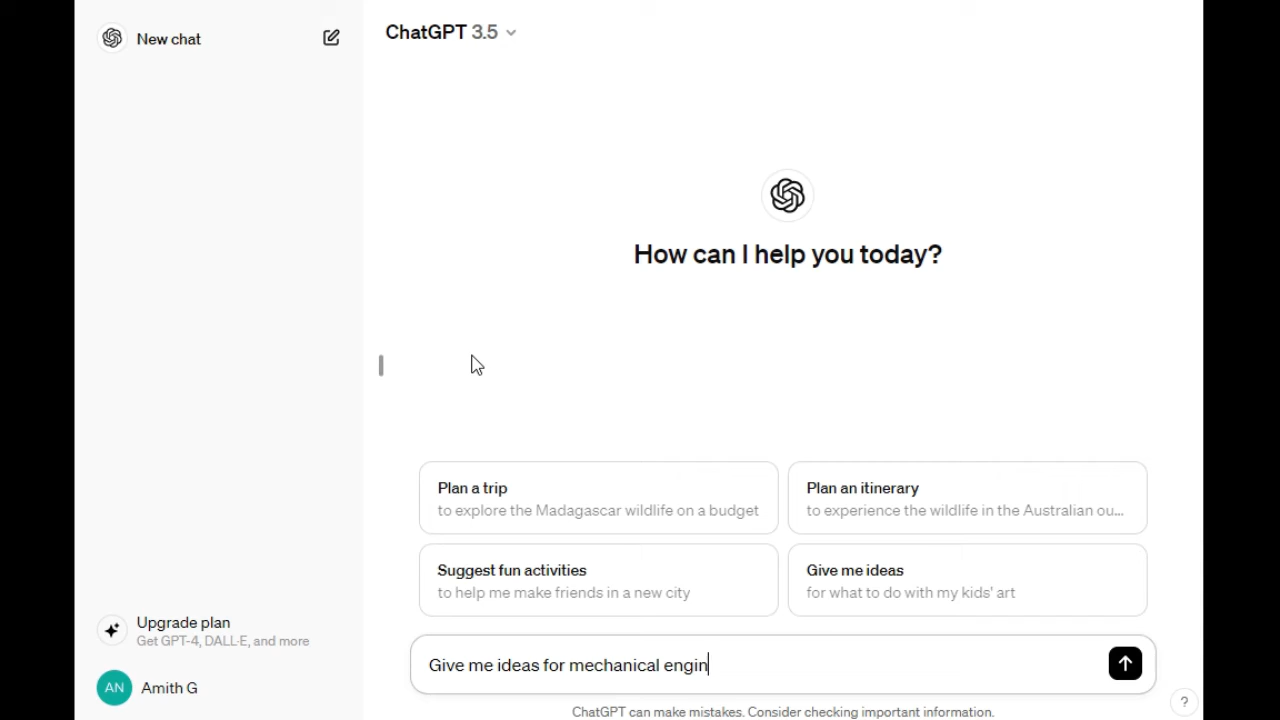 New chat
ChatGPT 3.5
How can I help you today?
Plan a trip
to explore the Madagascar wildlife on a budget
Plan an itinerary
to experience the wildlife in the Australian ou...
Suggest fun activities
to help me make friends in a new city
Give me ideas
for what to do with my kids' art
Upgrade plan
Get GPT-4, DALL·E, and more
AN Amith G
Give me ideas for mechanical engin
ChatGPT can make mistakes. Consider checking important information.
?